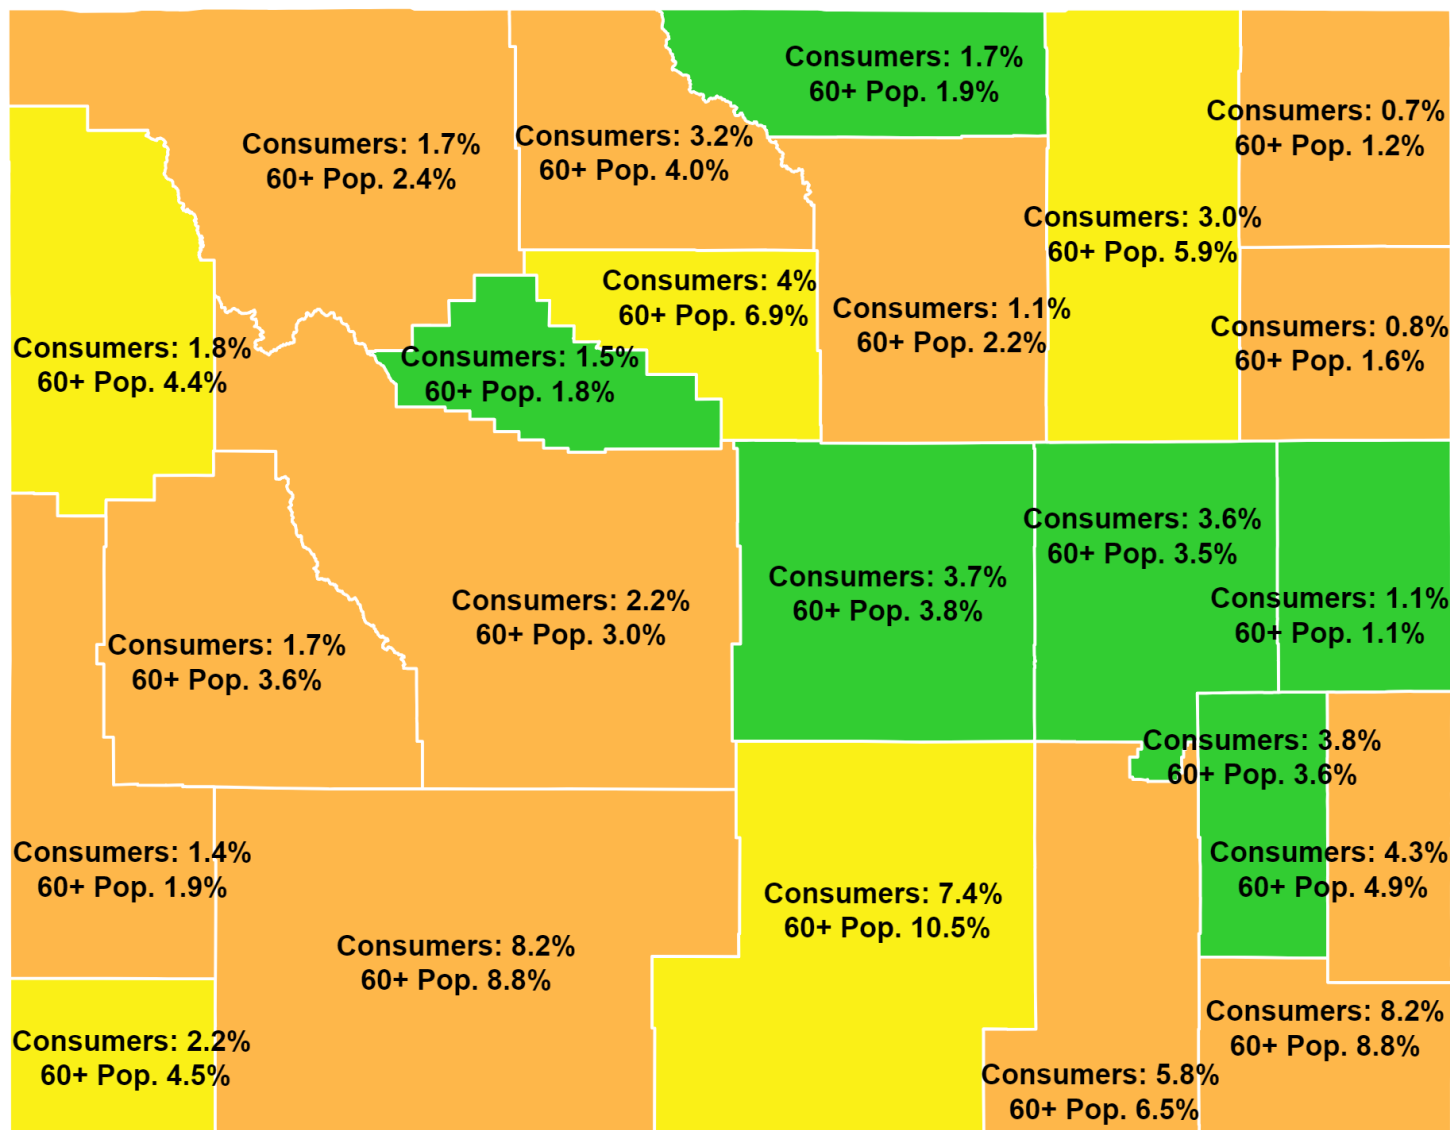 Consumers: 1.7%
60+ Pop. 1.9%
Consumers: 0.7%
60+ Pop. 1.2%
Consumers: 3.2%
60+ Pop. 4.0%
Consumers: 1.7%
60+ Pop. 2.4%
Consumers: 3.0%
60+ Pop. 5.9%
Consumers: 4%
60+ Pop. 6.9%
Consumers: 1.1%
60+ Pop. 2.2%
Consumers: 0.8%
60+ Pop. 1.6%
Consumers: 1.8%
60+ Pop. 4.4%
Consumers: 1.5%
60+ Pop. 1.8%
Consumers: 3.6%
60+ Pop. 3.5%
Consumers: 3.7%
60+ Pop. 3.8%
Consumers: 1.1%
60+ Pop. 1.1%
Consumers: 2.2%
60+ Pop. 3.0%
Consumers: 1.7%
60+ Pop. 3.6%
Consumers: 3.8%
60+ Pop. 3.6%
Consumers: 1.4%
60+ Pop. 1.9%
Consumers: 4.3%
60+ Pop. 4.9%
Consumers: 7.4%
60+ Pop. 10.5%
Consumers: 8.2%
60+ Pop. 8.8%
Consumers: 8.2%
60+ Pop. 8.8%
Consumers: 2.2%
60+ Pop. 4.5%
Consumers: 5.8%
60+ Pop. 6.5%